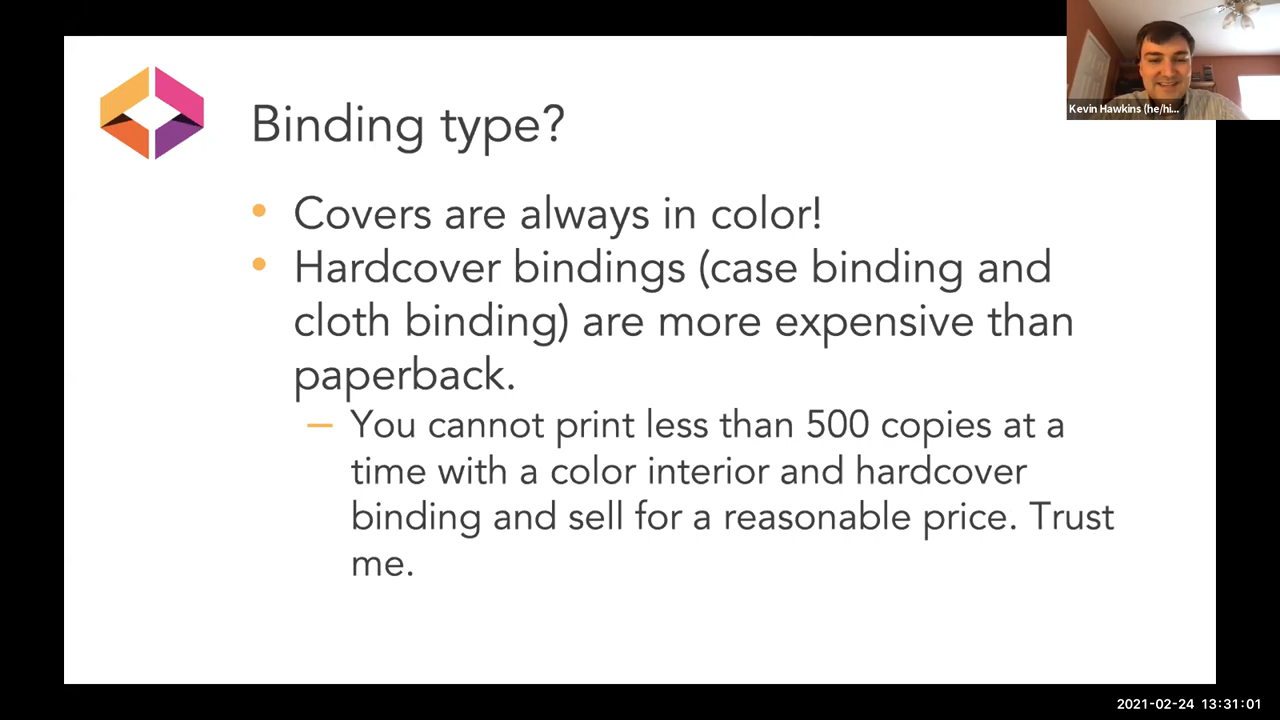 Binding type?
Kevin Hawkins (he/hi...
• Covers are always in color!
• Hardcover bindings (case binding and
cloth binding) are more expensive than
paperback.
– You cannot print less than 500 copies at a
time with a color interior and hardcover
binding and sell for a reasonable price. Trust
me.
2021-02-24 13:31:01